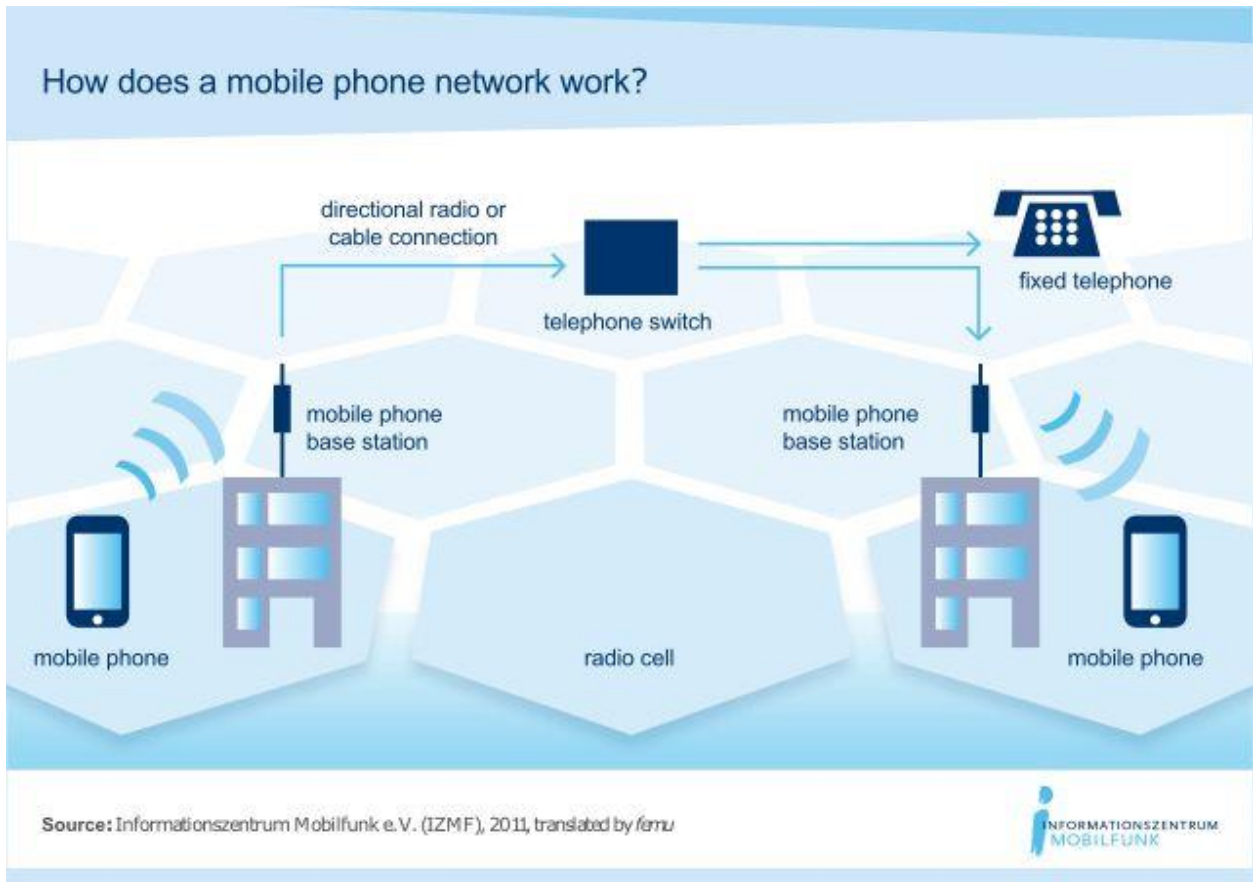 How does a mobile phone network work?
directional radio or
cable connection
fixed telephone
telephone switch
mobile phone
base station
mobile phone
base station
mobile phone
radio cell
mobile phone
Source: Informationszentrum Mobilfunk e.V. (IZMF), 2011, translated by femu
INFORMATIONSZENTRUM
MOBILFUNK